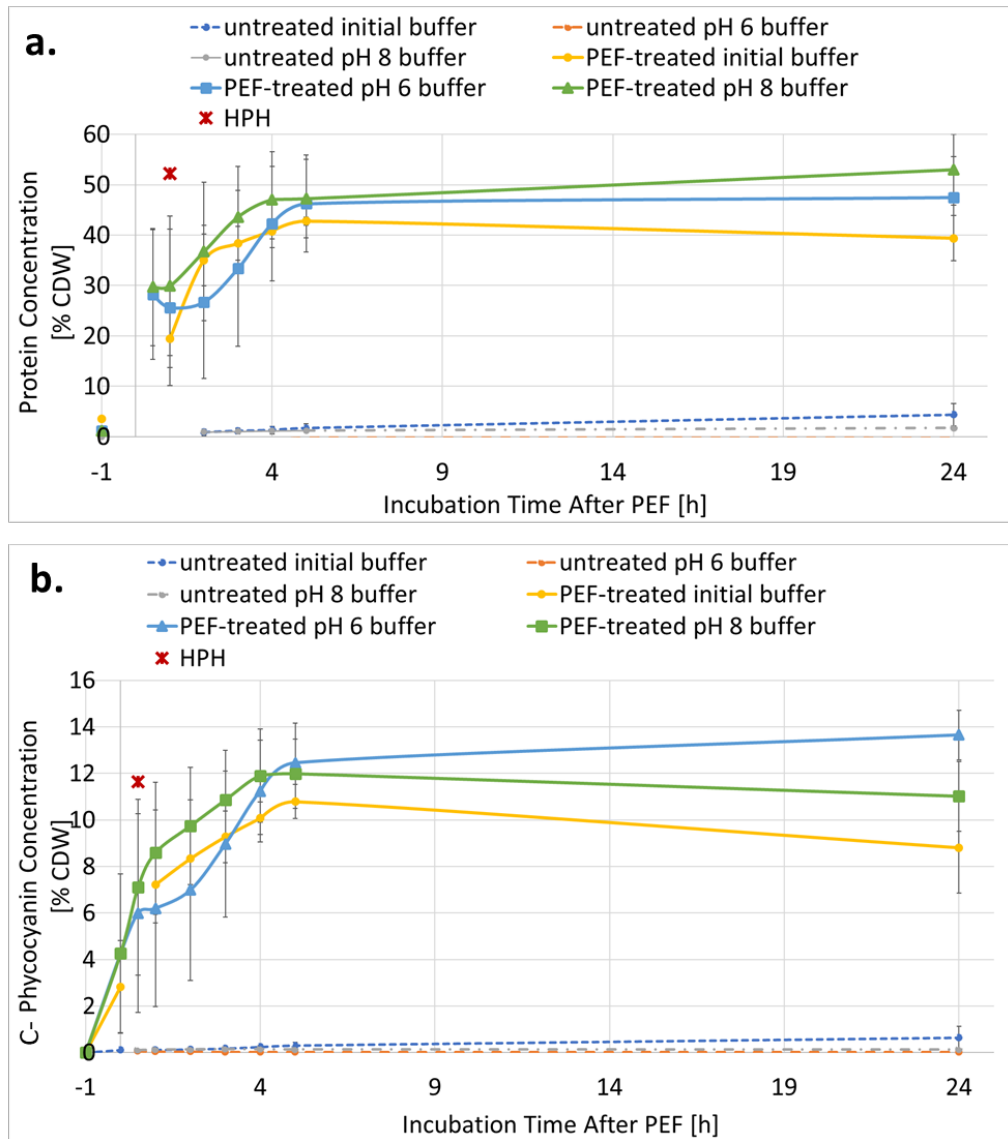 a.
untreated initial buffer
untreated pH 6 buffer
untreated pH 8 buffer
PEF-treated initial buffer
PEF-treated pH 6 buffer
PEF-treated pH 8 buffer
HPH
Protein Concentration
[% CDW]
60
50
40
30
20
10
0
-1
4
9
14
19
24
Incubation Time After PEF [h]
b.
untreated initial buffer
untreated pH 6 buffer
untreated pH 8 buffer
PEF-treated initial buffer
PEF-treated pH 6 buffer
PEF-treated pH 8 buffer
HPH
C- Phycocyanin Concentration
[% CDW]
16
14
12
10
8
6
4
2
0
-1
4
9
14
19
24
Incubation Time After PEF [h]